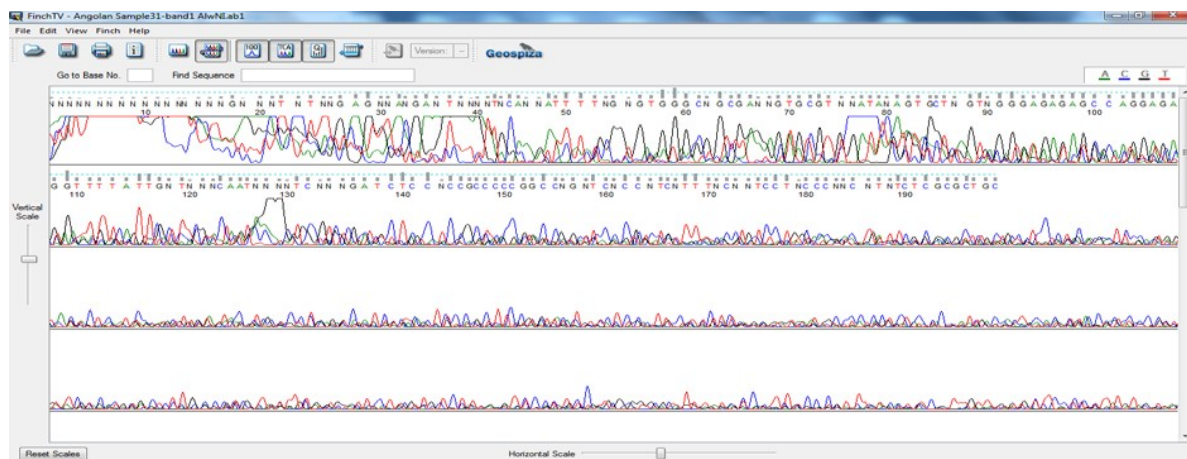 FinchTV - Angolan Sample31-band1 AlwNLab1
File Edit View Finch Help
Version:
Geospiza
Go to Base No. Find Sequence
A C G T
10 20 30 40 50 60 70 80 90 100
G G T T T T A T T G N T N N N C A A T N N N N T C N N N G A T C T C C N C C G C C C C C G G C C N G N T C N C C N T C N T T T N C N N T C C T N C C C N N C N T N T C T C G C G C T G C
110 120 130 140 150 160 170 180 190
Vertical
Scale
Reset Scales
Horizontal Scale